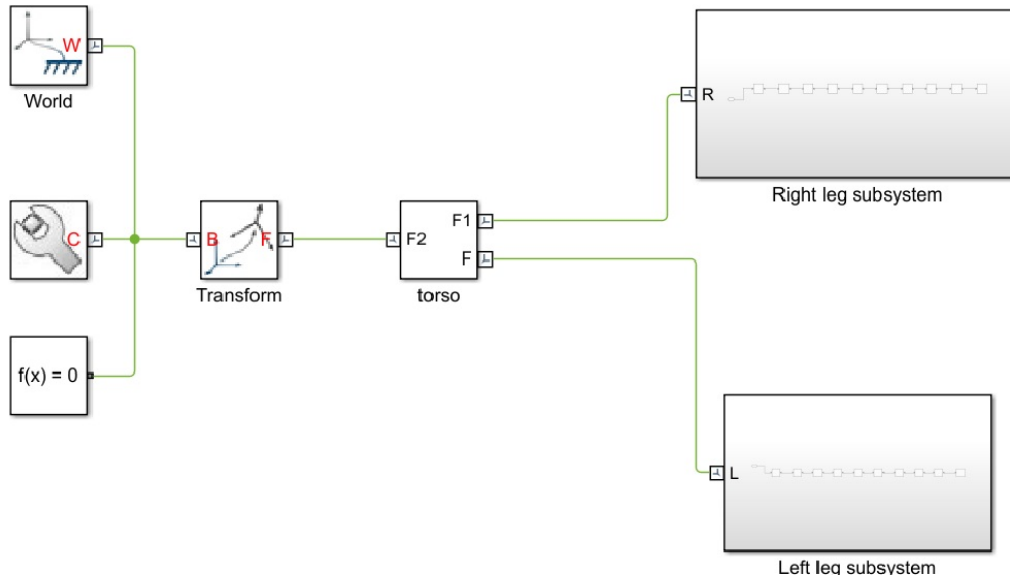 W
World
C
f(x) = 0
B
F
Transform
F2
F1
F
torso
R
Right leg subsystem
L
Left leg subsystem